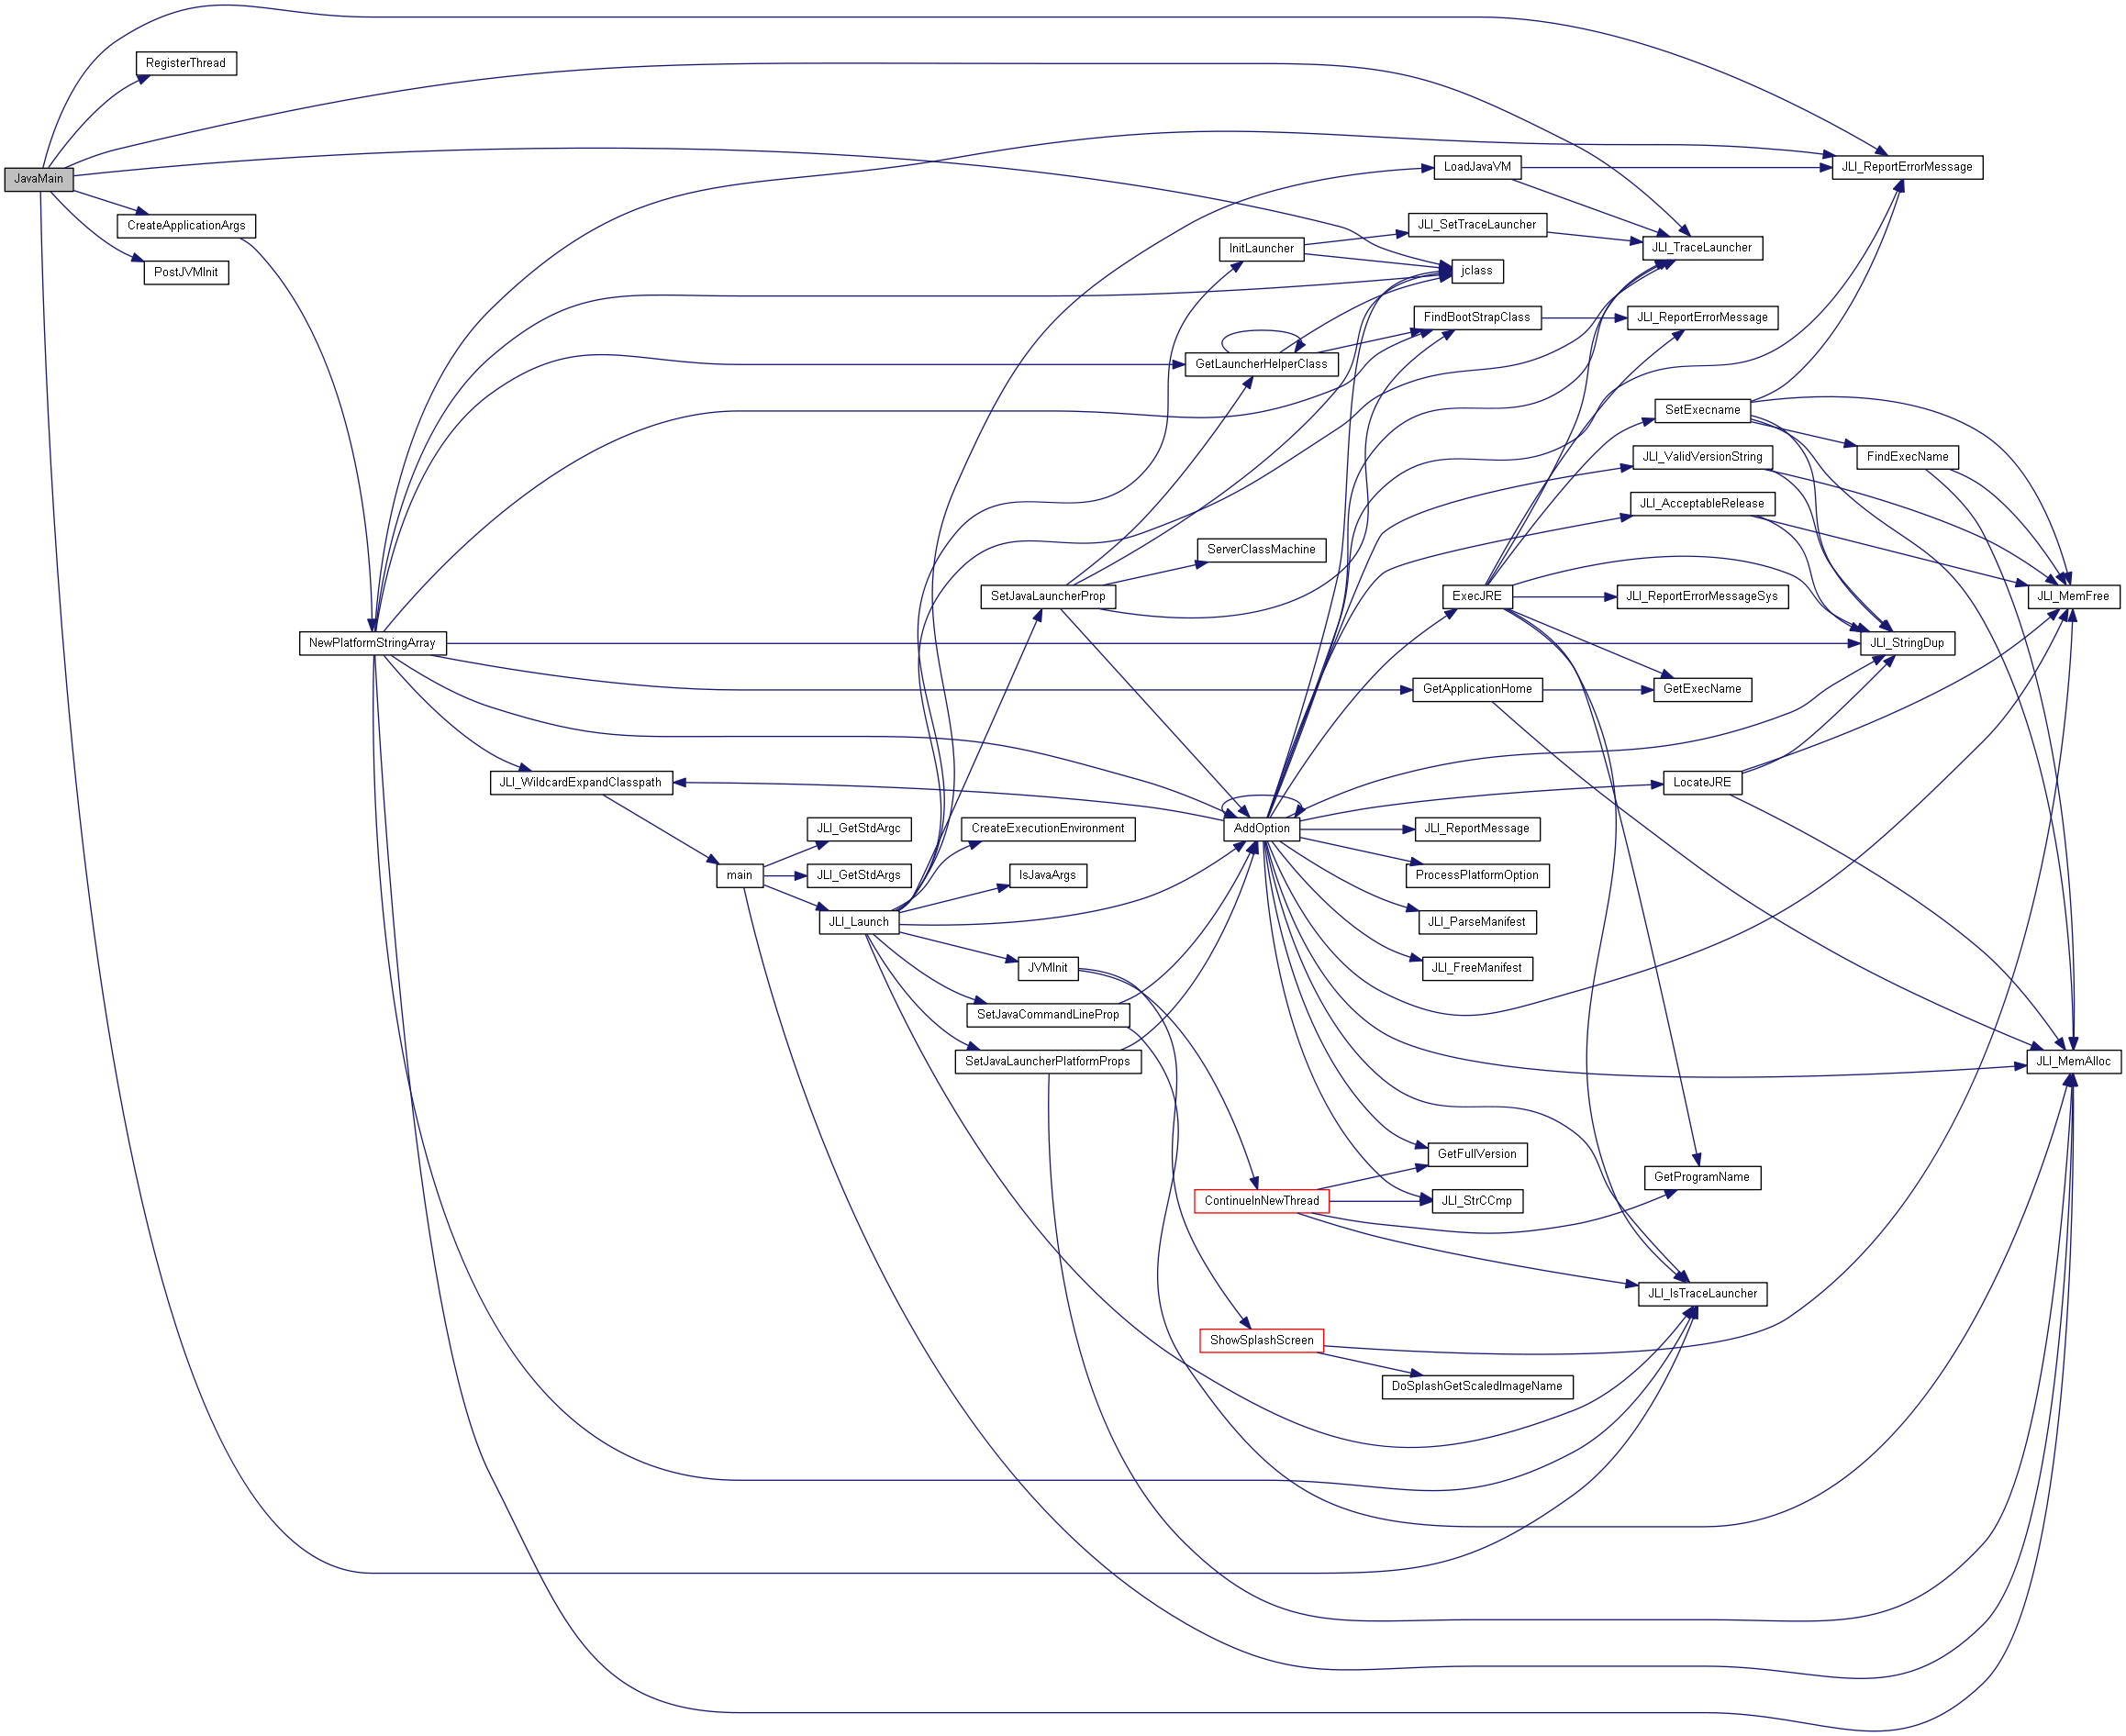 RegisterThread
LoadJavaVM
JLI_ReportErrorMessage
JavaMain
CreateApplicationArgs
JLI_SetTraceLauncher
InitLauncher
JLI_TraceLauncher
PostJVMInit
jclass
FindBootStrapClass
JLI_ReportErrorMessage
GetLauncherHelperClass
SetExecname
JLI_ValidVersionString
FindExecName
JLI_AcceptableRelease
ServerClassMachine
SetJavaLauncherProp
ExecJRE
JLI_ReportErrorMessageSys
JLI_MemFree
NewPlatformStringArray
JLI_StringDup
GetApplicationHome
GetExecName
JLI_WildcardExpandClasspath
LocateJRE
JLI_GetStdArgc
CreateExecutionEnvironment
AddOption
JLI_ReportMessage
main
JLI_GetStdArgs
IsJavaArgs
ProcessPlatformOption
JLI_Launch
JLI_ParseManifest
JVMInit
JLI_FreeManifest
SetJavaCommandLineProp
SetJavaLauncherPlatformProps
JLI_MemAlloc
GetFullVersion
GetProgramName
ContinueInNewThread
JLI_StrCCmp
JLI_IsTraceLauncher
ShowSplashScreen
DoSplashGetScaledImageName